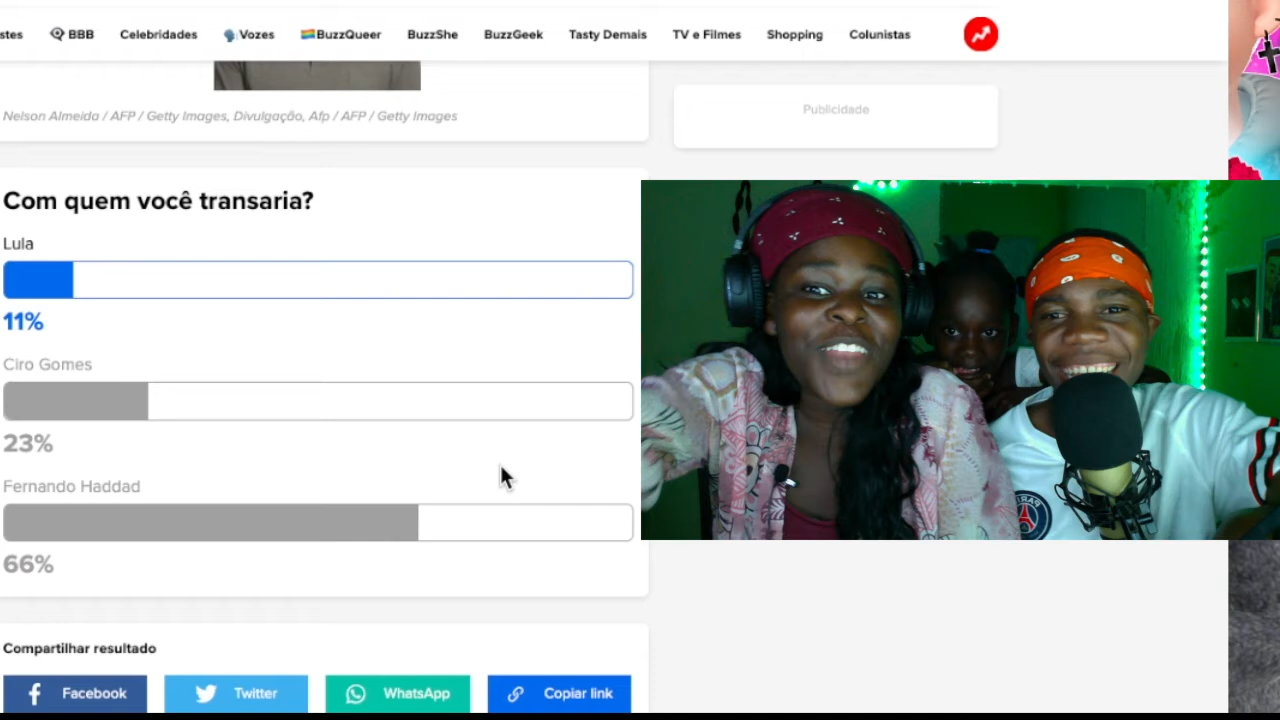 stes BBB Celebridades Vozes BuzzQueer BuzzShe BuzzGeek Tasty Demais TV e Filmes Shopping Colunistas
Nelson Almeida / AFP / Getty Images, Divulgação, Afp / AFP / Getty Images
Publicidade
Com quem você transaria?
Lula
11%
Ciro Gomes
23%
Fernando Haddad
66%
Compartilhar resultado
Facebook Twitter WhatsApp Copiar link